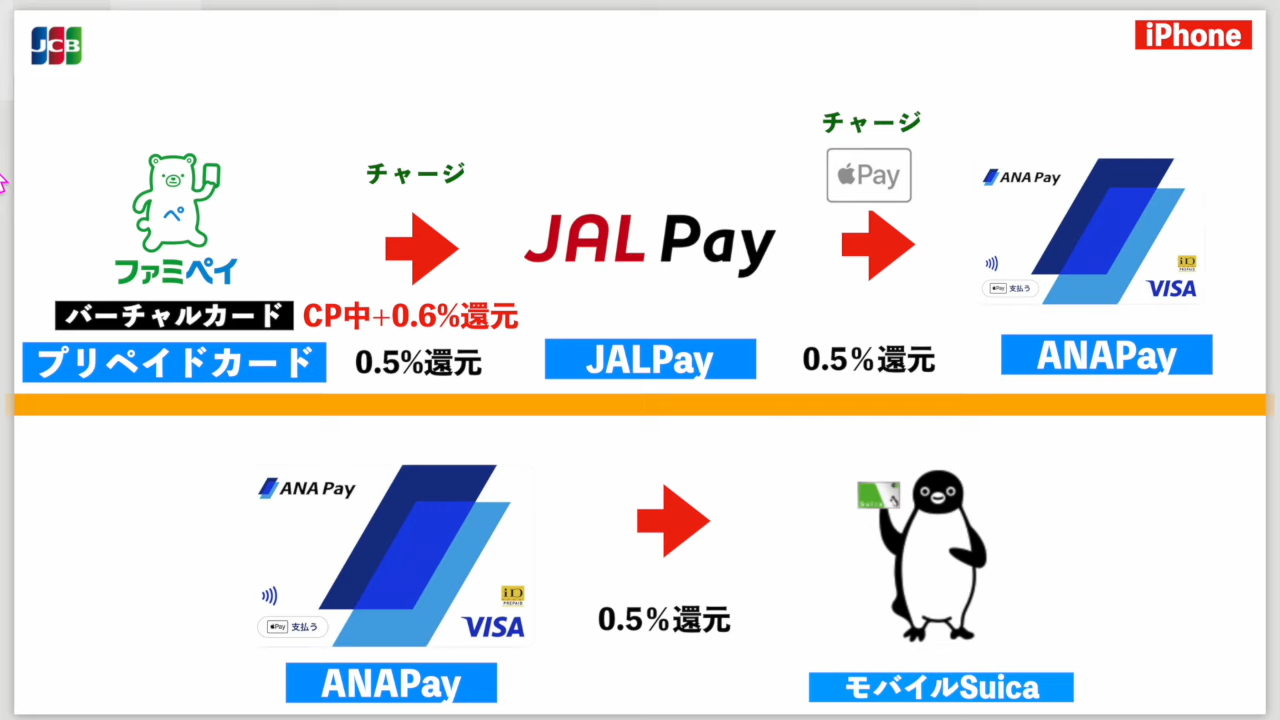 JCB
iPhone
チャージ
チャージ
Pay
ペ
ファミペイ
JAL Pay
ANA Pay
iD
PREPAID
Pay 支払う
VISA
バーチャルカード
CP中+0.6%還元
プリペイドカード
0.5%還元
JALPay
0.5%還元
ANAPay
ANA Pay
Suica
iD
PREPAID
Pay 支払う
VISA
0.5%還元
ANAPay
モバイルSuica